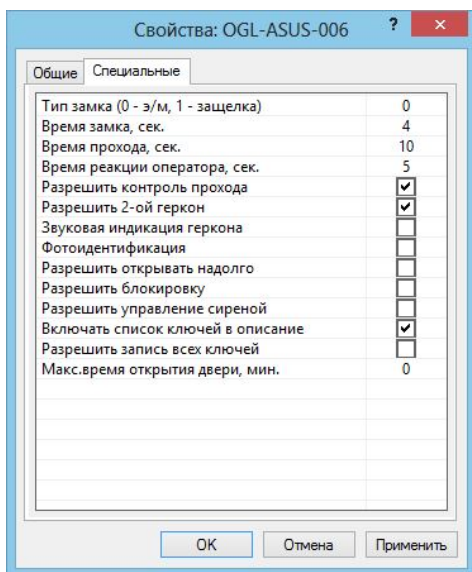 Свойства: OGL-ASUS-006 ? ×
Общие Специальные
Тип замка (0 - э/м, 1 - защелка) 0
Время замка, сек. 4
Время прохода, сек. 10
Время реакции оператора, сек. 5
Разрешить контроль прохода
Разрешить 2-ой геркон
Звуковая индикация геркона
Фотоидентификация
Разрешить открывать надолго
Разрешить блокировку
Разрешить управление сиреной
Включать список ключей в описание
Разрешить запись всех ключей
Макс.время открытия двери, мин. 0
OK Отмена Применить